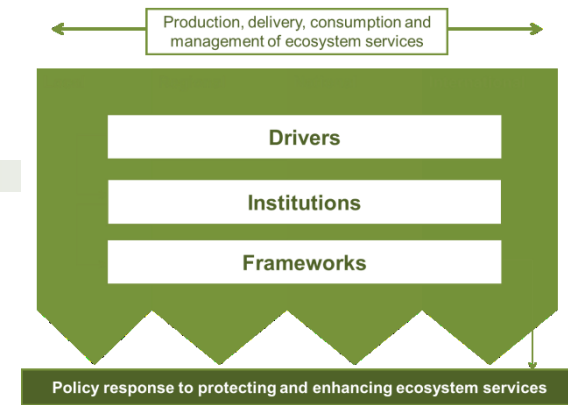 Production, delivery, consumption and
management of ecosystem services
Drivers
Institutions
Frameworks
Policy response to protecting and enhancing ecosystem services